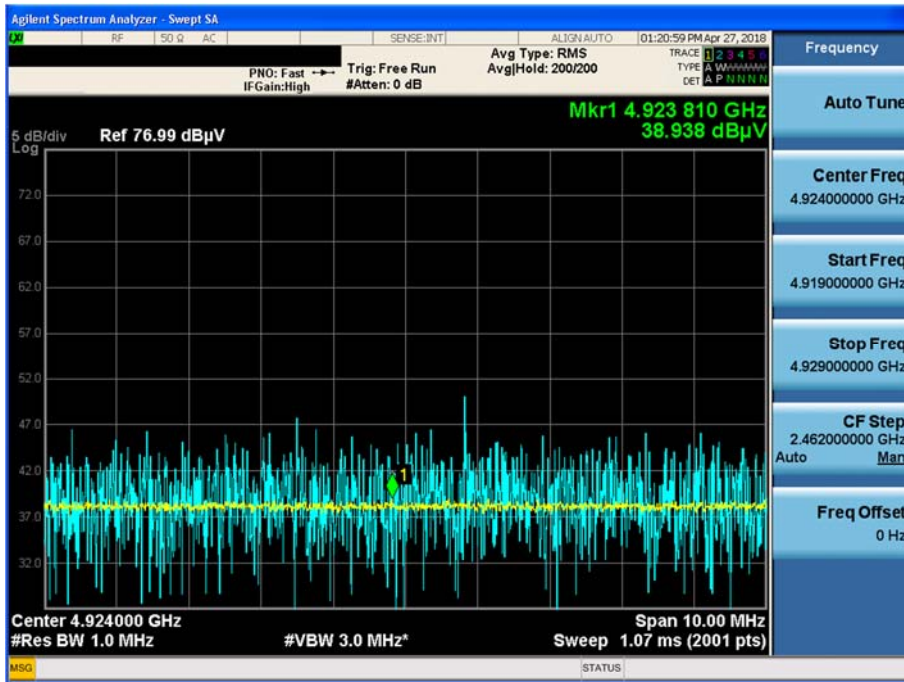 Agilent Spectrum Analyzer - Swept SA
LXI RF 50 Ω AC SENSE:INT ALIGN AUTO 01:20:59 PM Apr 27, 2018
Frequency
PNO: Fast Trig: Free Run Avg Type: RMS TRACE 1 2 3 4 5 6
IFGain:High #Atten: 0 dB Avg|Hold: 200/200 TYPE A W
DET A P N N N N
Auto Tune
Mkr1 4.923 810 GHz
38.938 dBµV
5 dB/div Ref 76.99 dBµV
Log
Center Freq
4.924000000 GHz
Start Freq
4.919000000 GHz
Stop Freq
4.929000000 GHz
CF Step
2.462000000 GHz
Auto Man
Freq Offset
0 Hz
72.0
67.0
62.0
57.0
52.0
47.0
42.0
37.0
32.0
1
Center 4.924000 GHz Span 10.00 MHz
#Res BW 1.0 MHz #VBW 3.0 MHz* Sweep 1.07 ms (2001 pts)
MSG STATUS